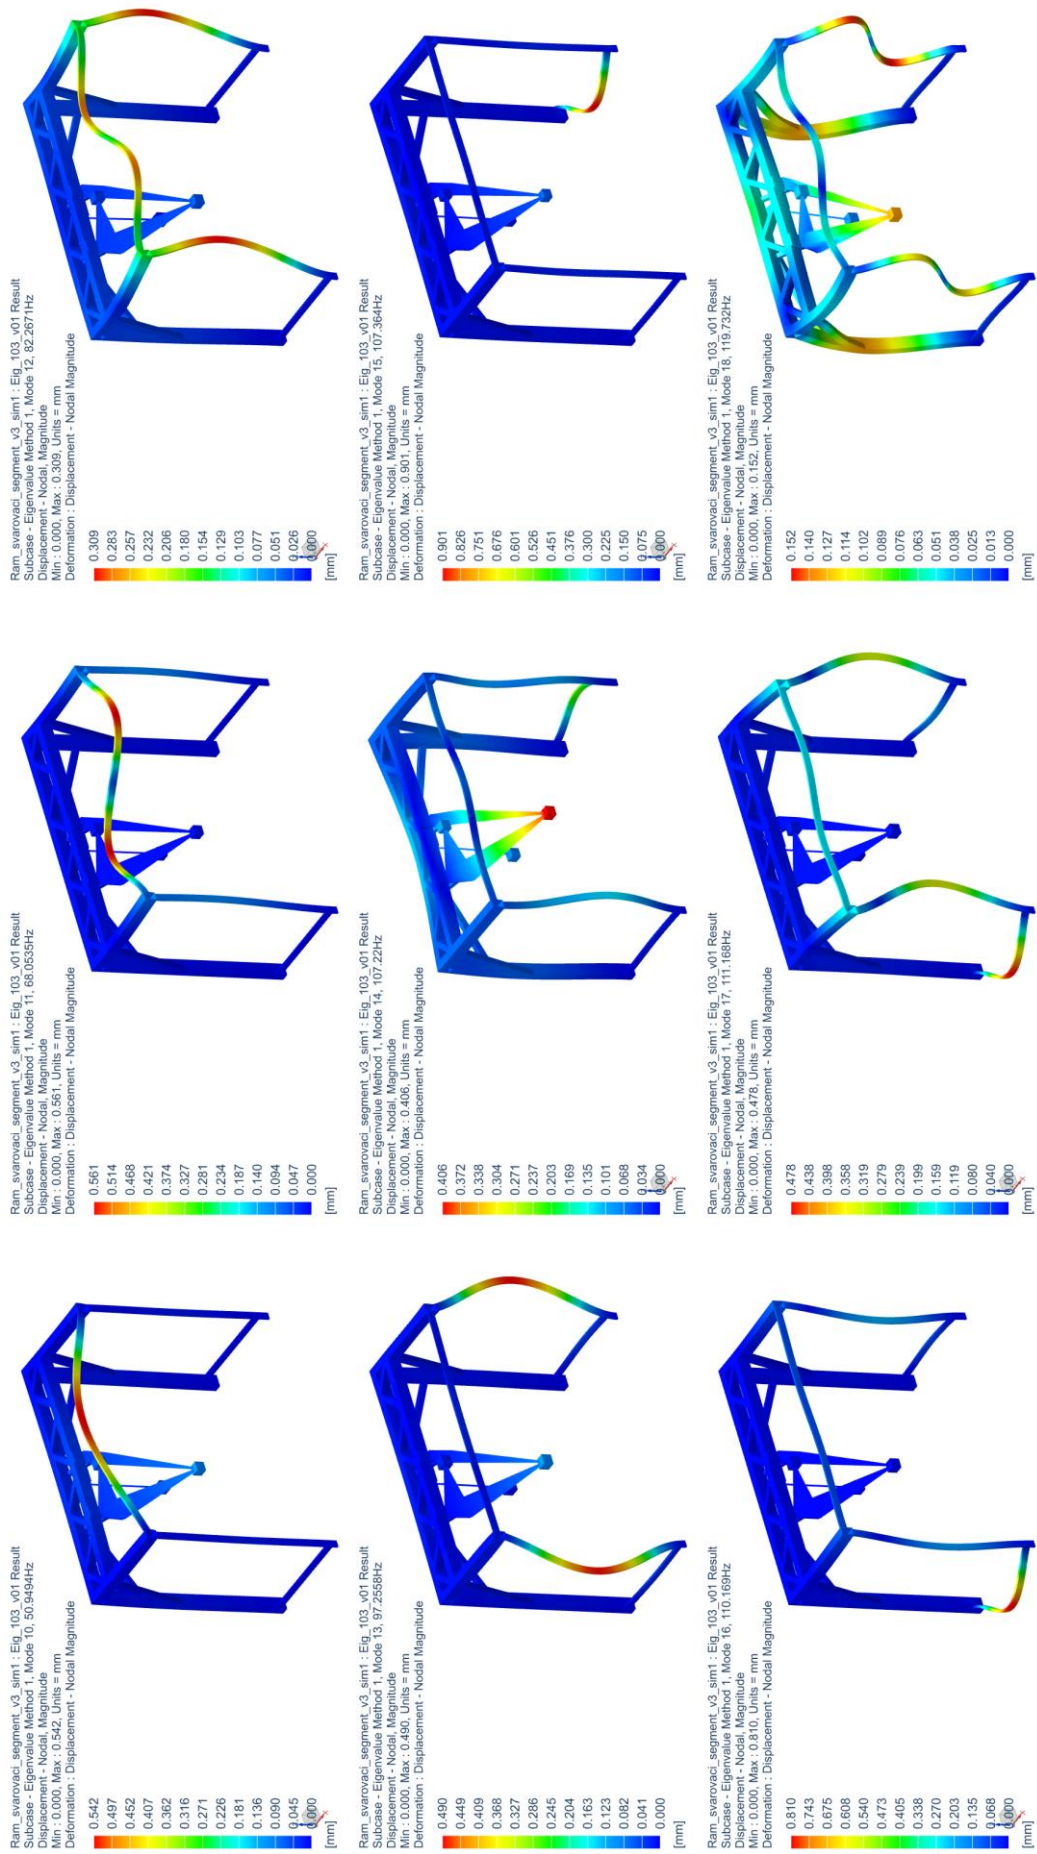 Ram_svarovaci_segment_v3_sim1 : Eig_103_v01 Result
Subcase - Eigenvalue Method 1, Mode 10, 50.9494Hz
Displacement - Nodal, Magnitude
Min : 0.000, Max : 0.542, Units = mm
Deformation : Displacement - Nodal Magnitude
0.542
0.497
0.452
0.407
0.362
0.316
0.271
0.226
0.181
0.136
0.090
0.045
0.000
[mm]
Ram_svarovaci_segment_v3_sim1 : Eig_103_v01 Result
Subcase - Eigenvalue Method 1, Mode 11, 68.0535Hz
Displacement - Nodal, Magnitude
Min : 0.000, Max : 0.561, Units = mm
Deformation : Displacement - Nodal Magnitude
0.561
0.514
0.468
0.421
0.374
0.327
0.281
0.234
0.187
0.140
0.094
0.047
0.000
[mm]
Ram_svarovaci_segment_v3_sim1 : Eig_103_v01 Result
Subcase - Eigenvalue Method 1, Mode 12, 82.2671Hz
Displacement - Nodal, Magnitude
Min : 0.000, Max : 0.309, Units = mm
Deformation : Displacement - Nodal Magnitude
0.309
0.283
0.257
0.232
0.206
0.180
0.154
0.129
0.103
0.077
0.051
0.026
0.000
[mm]
Ram_svarovaci_segment_v3_sim1 : Eig_103_v01 Result
Subcase - Eigenvalue Method 1, Mode 13, 97.2558Hz
Displacement - Nodal, Magnitude
Min : 0.000, Max : 0.490, Units = mm
Deformation : Displacement - Nodal Magnitude
0.490
0.449
0.409
0.368
0.327
0.286
0.245
0.204
0.163
0.123
0.082
0.041
0.000
[mm]
Ram_svarovaci_segment_v3_sim1 : Eig_103_v01 Result
Subcase - Eigenvalue Method 1, Mode 14, 107.22Hz
Displacement - Nodal, Magnitude
Min : 0.000, Max : 0.406, Units = mm
Deformation : Displacement - Nodal Magnitude
0.406
0.372
0.338
0.304
0.271
0.237
0.203
0.169
0.135
0.101
0.068
0.034
0.000
[mm]
Ram_svarovaci_segment_v3_sim1 : Eig_103_v01 Result
Subcase - Eigenvalue Method 1, Mode 15, 107.364Hz
Displacement - Nodal, Magnitude
Min : 0.000, Max : 0.901, Units = mm
Deformation : Displacement - Nodal Magnitude
0.901
0.826
0.751
0.676
0.601
0.526
0.451
0.376
0.300
0.225
0.150
0.075
0.000
[mm]
Ram_svarovaci_segment_v3_sim1 : Eig_103_v01 Result
Subcase - Eigenvalue Method 1, Mode 16, 110.169Hz
Displacement - Nodal, Magnitude
Min : 0.000, Max : 0.810, Units = mm
Deformation : Displacement - Nodal Magnitude
0.810
0.743
0.675
0.608
0.540
0.473
0.405
0.338
0.270
0.203
0.135
0.068
0.000
[mm]
Ram_svarovaci_segment_v3_sim1 : Eig_103_v01 Result
Subcase - Eigenvalue Method 1, Mode 17, 111.168Hz
Displacement - Nodal, Magnitude
Min : 0.000, Max : 0.478, Units = mm
Deformation : Displacement - Nodal Magnitude
0.478
0.438
0.398
0.358
0.319
0.279
0.239
0.199
0.159
0.119
0.080
0.040
0.000
[mm]
Ram_svarovaci_segment_v3_sim1 : Eig_103_v01 Result
Subcase - Eigenvalue Method 1, Mode 18, 119.732Hz
Displacement - Nodal, Magnitude
Min : 0.000, Max : 0.152, Units = mm
Deformation : Displacement - Nodal Magnitude
0.152
0.140
0.127
0.114
0.102
0.089
0.076
0.063
0.051
0.038
0.025
0.013
0.000
[mm]